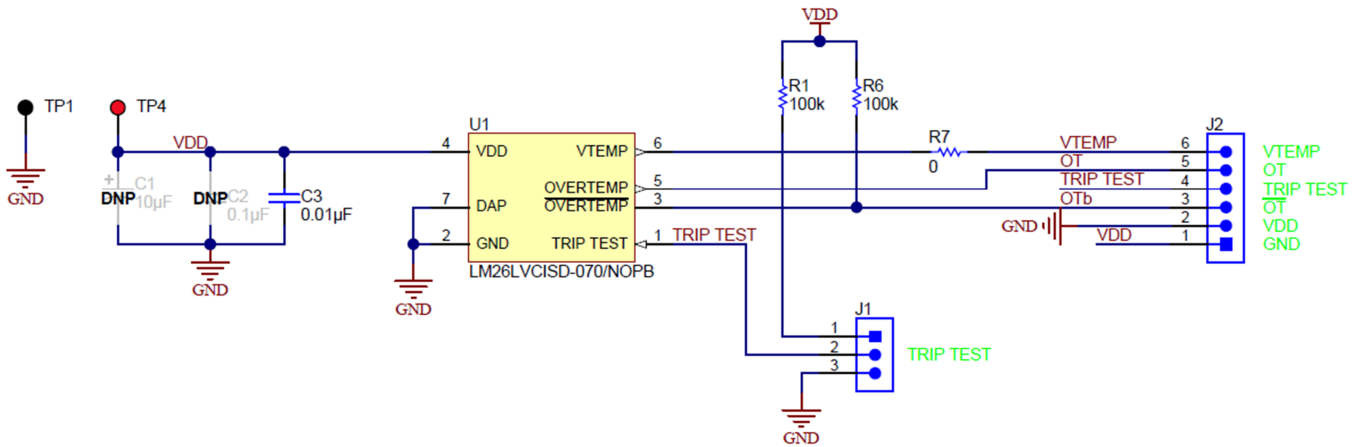 VDD
R1
100k
R6
100k
TP1
GND
TP4
VDD
+
C1
DNP
10µF
C2
DNP
0.1µF
C3
0.01µF
GND
U1
4
VDD
VTEMP
6
OVERTEMP
5
7
DAP
OVERTEMP
3
2
GND
TRIP TEST
1
TRIP TEST
LM26LVCISD-070/NOPB
GND
R7
0
J2
VTEMP
6
VTEMP
OT
5
OT
TRIP TEST
4
TRIP TEST
OTb
3
OT
GND
2
VDD
VDD
1
GND
J1
1
2
TRIP TEST
3
GND